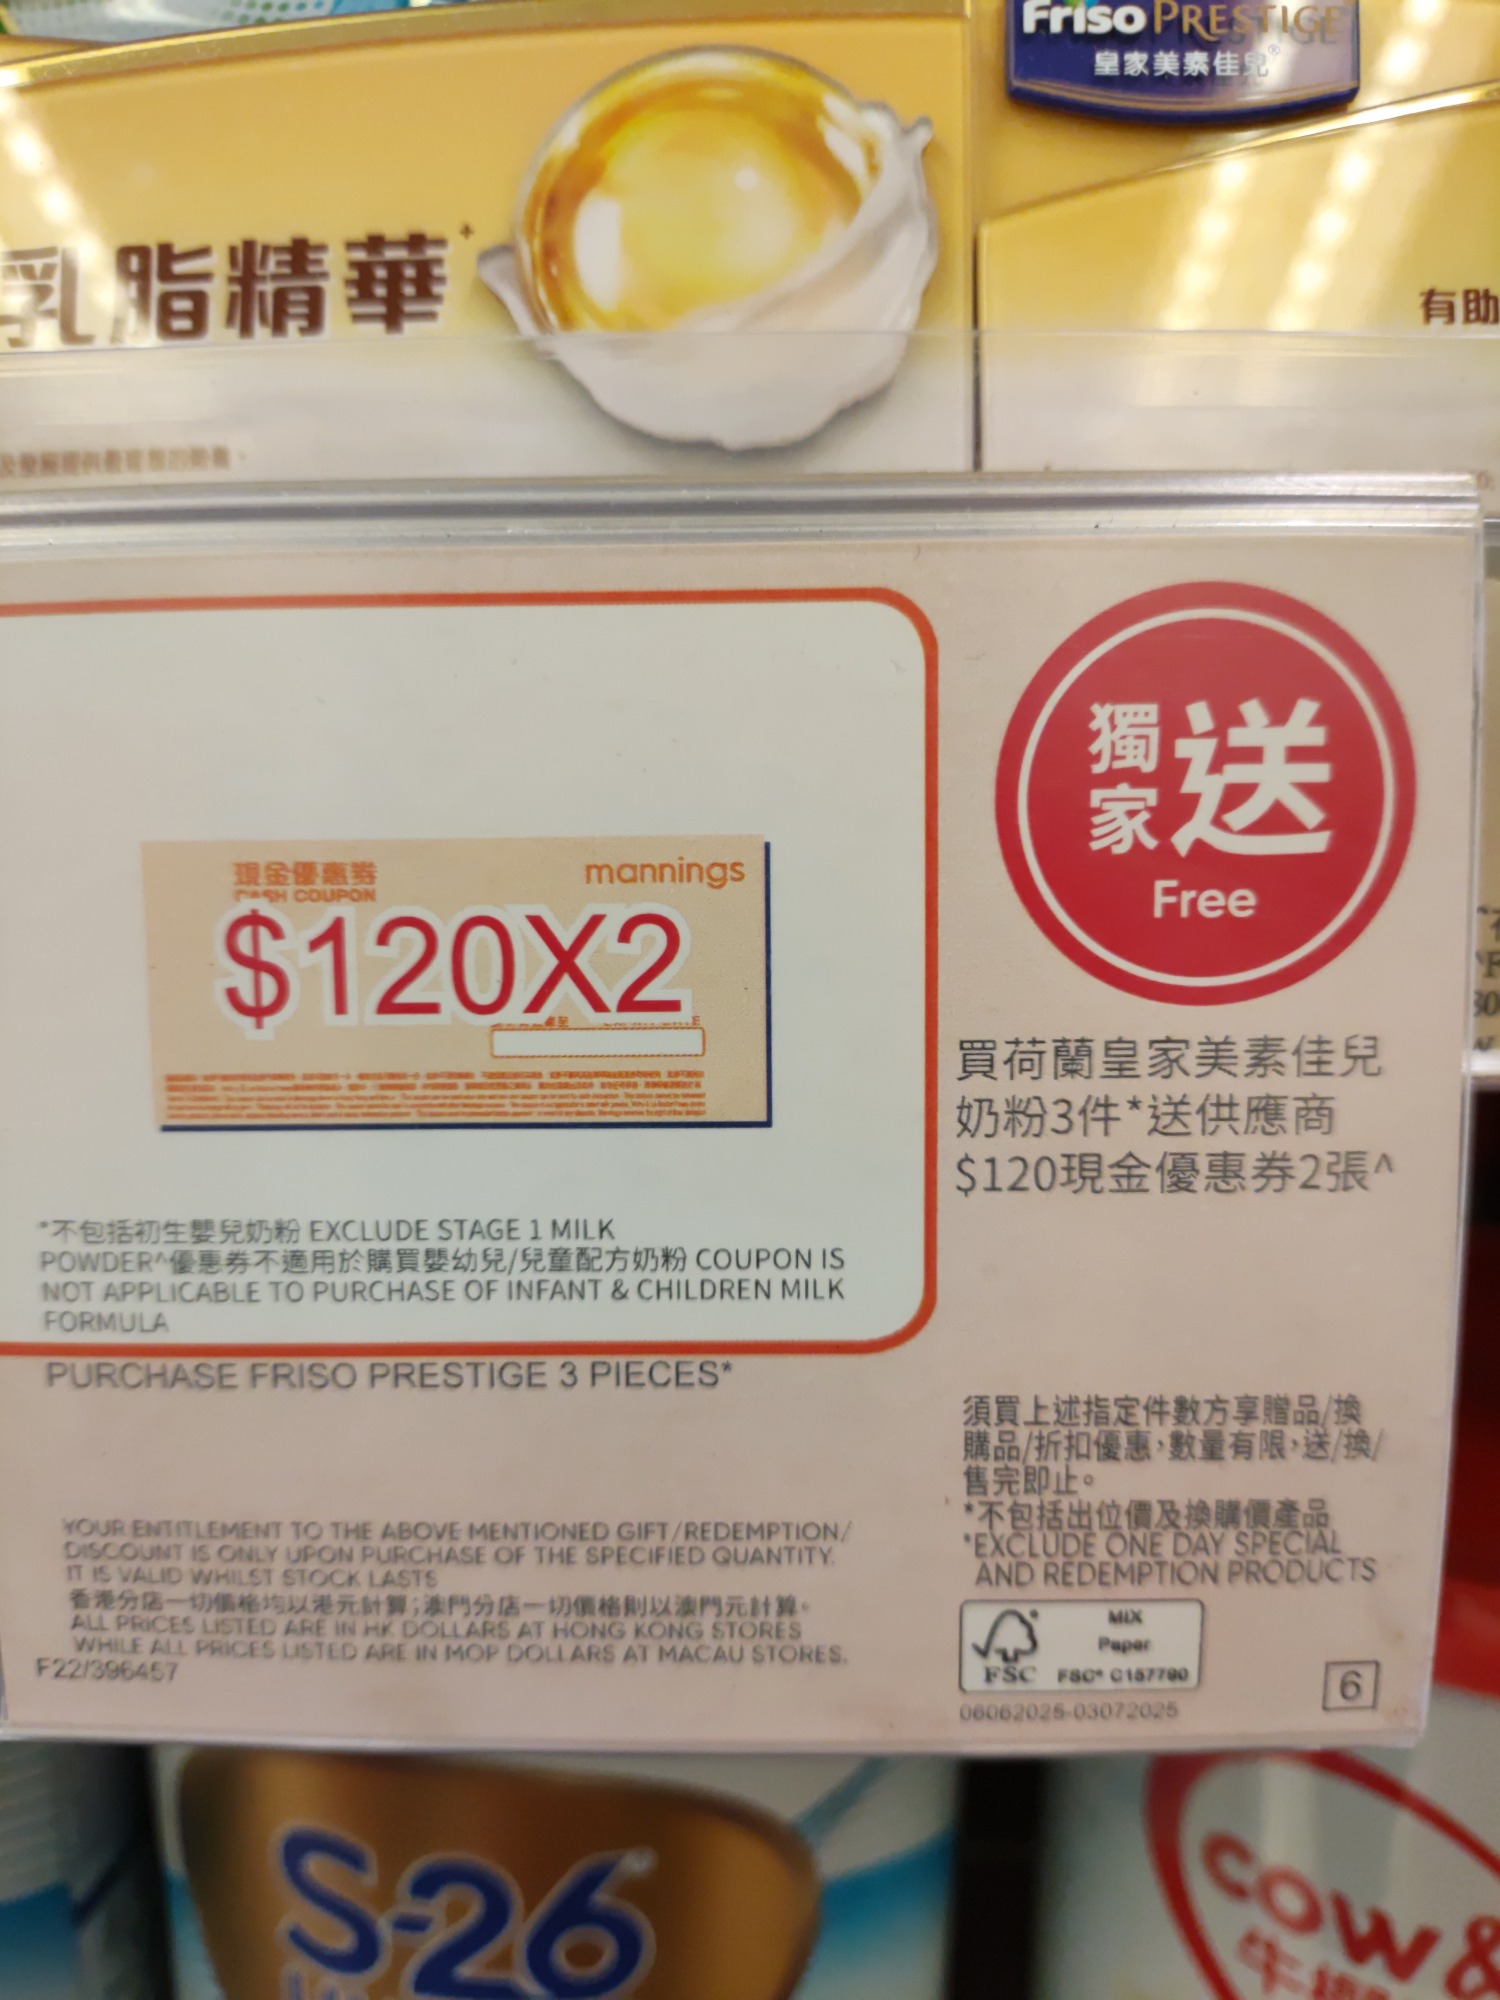 Friso PRESTIGE
皇家美素佳兒®
乳脂精華+
有助
mannings
現金優惠券
CASH COUPON
$120X2
獨家送
Free
買荷蘭皇家美素佳兒
奶粉3件*送供應商
$120現金優惠券2張^
*不包括初生嬰兒奶粉 EXCLUDE STAGE 1 MILK
POWDER^優惠券不適用於購買嬰幼兒/兒童配方奶粉 COUPON IS
NOT APPLICABLE TO PURCHASE OF INFANT & CHILDREN MILK
FORMULA
PURCHASE FRISO PRESTIGE 3 PIECES*
須買上述指定件數方享贈品/換
購品/折扣優惠,數量有限,送/換/
售完即止。
*不包括出位價及換購價產品
*EXCLUDE ONE DAY SPECIAL
AND REDEMPTION PRODUCTS
YOUR ENTITLEMENT TO THE ABOVE MENTIONED GIFT/REDEMPTION/
DISCOUNT IS ONLY UPON PURCHASE OF THE SPECIFIED QUANTITY.
IT IS VALID WHILST STOCK LASTS
香港分店一切價格均以港元計算;澳門分店一切價格則以澳門元計算。
ALL PRICES LISTED ARE IN HK DOLLARS AT HONG KONG STORES
WHILE ALL PRICES LISTED ARE IN MOP DOLLARS AT MACAU STORES.
F22/396457
FSC
MIX
Paper
FSC® C157790
06062025-03072025
6
S-26
COW &
牛